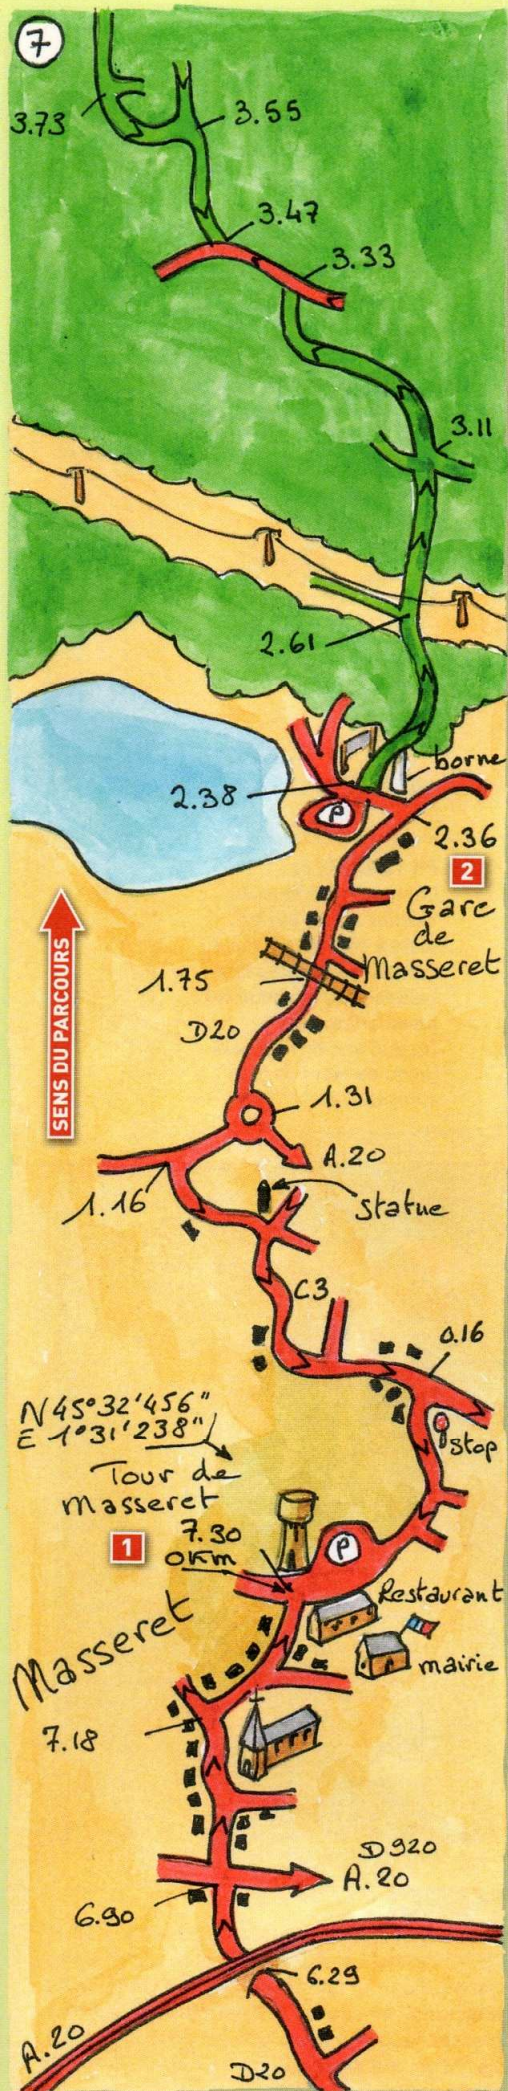 7
3.73
3.55
3.47
3.33
3.11
2.61
borne
2.38
P
2.36
2
Gare
de
Masseret
1.75
SENS DU PARCOURS
D20
1.31
A.20
1.16
Statue
C3
0.16
N 45°32'456"
E 1°31'238"
Stop
Tour de
Masseret
1
7.30
0Km
P
Restaurant
Masseret
mairie
7.18
D920
A.20
6.90
6.29
A.20
D20